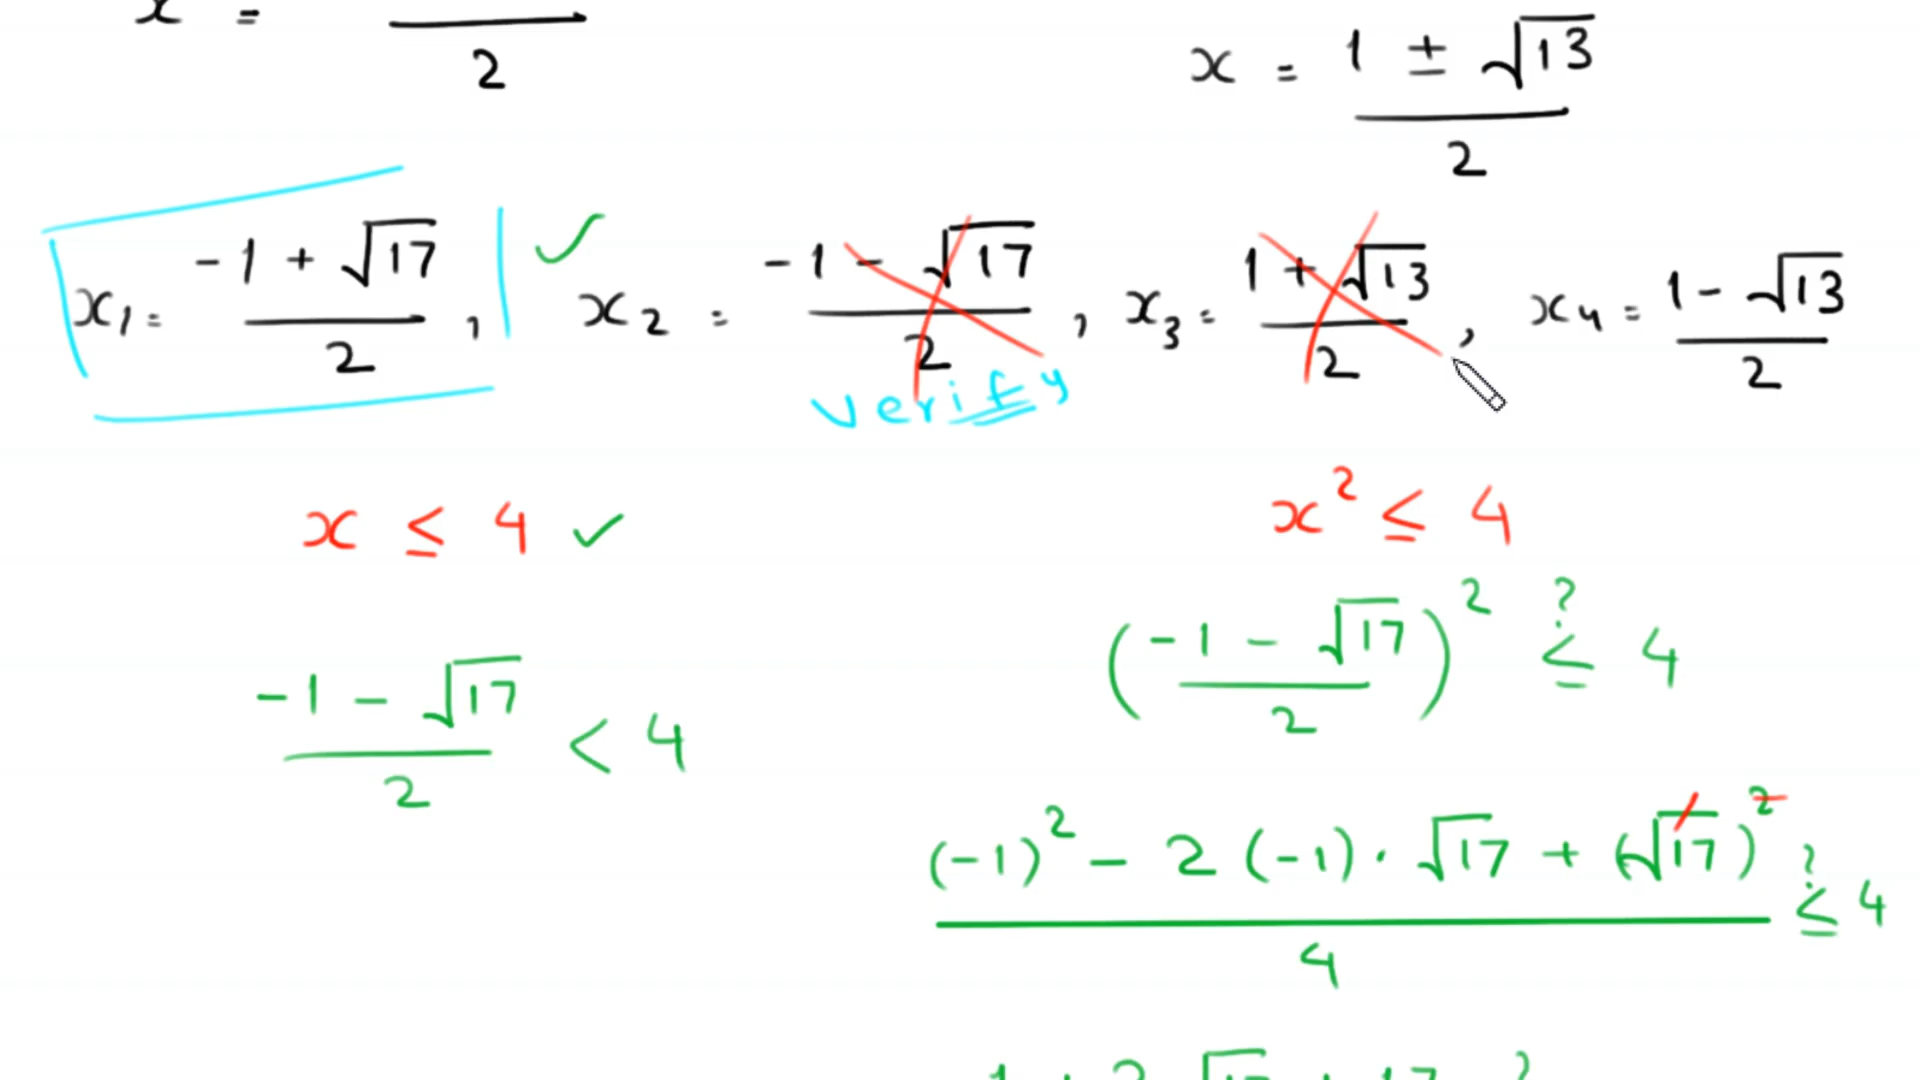 x = ―/2
x = (1 ± √13)/2
x₁ = (-1 + √17)/2 , ✓ x₂ = (-1 - √17)/2 , x₃ = (1 + √13)/2 , x₄ = (1 - √13)/2
verify
x ≤ 4 ✓
x² ≤ 4
(-1 - √17)/2 < 4
((-1 - √17)/2)² ≤? 4
((-1)² - 2(-1)·√17 + (√17)²)/4 ≤? 4